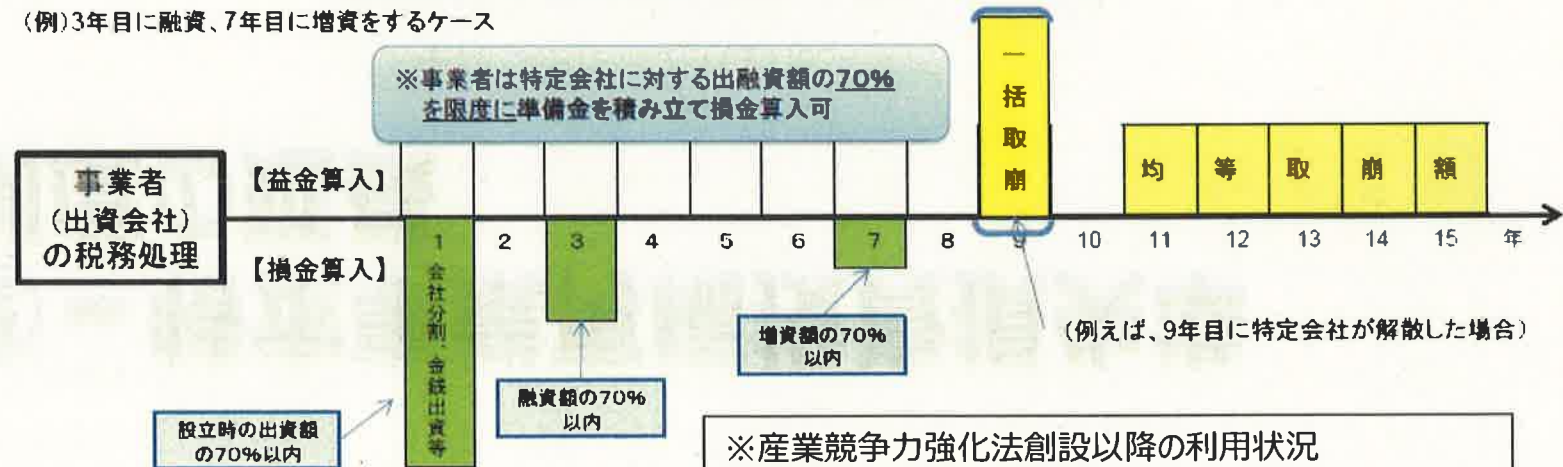 (例)3年目に融資、7年目に増資をするケース
※事業者は特定会社に対する出融資額の70%
を限度に準備金を積み立て損金算入可
一括取崩
事業者
(出資会社)
の税務処理
【益金算入】
【損金算入】
均等取崩額
1 2 3 4 5 6 7 8 9 10 11 12 13 14 15 年
会社分割、金銭出資等
設立時の出資額
の70%以内
融資額の70%
以内
増資額の70%
以内
(例えば、9年目に特定会社が解散した場合)
※産業競争力強化法創設以降の利用状況